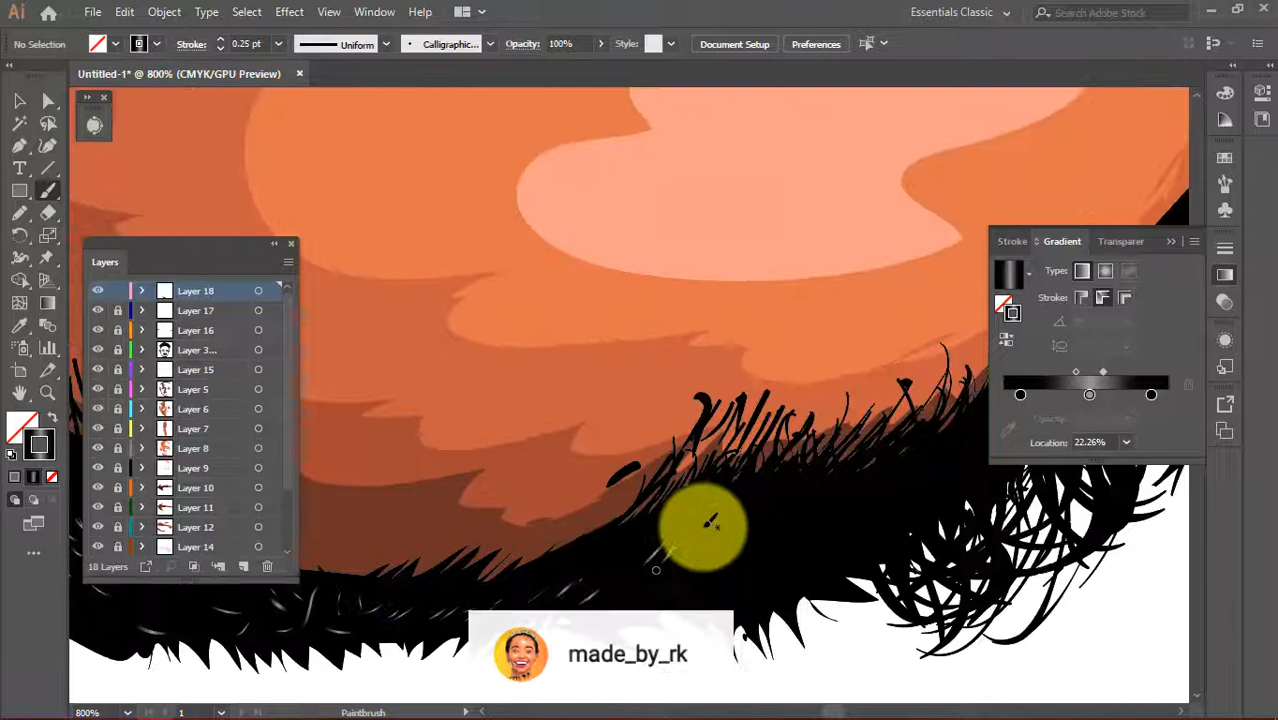 Ai File Edit Object Type Select Effect View Window Help Essentials Classic Search Adobe Stock
No Selection Stroke: 0.25 pt Uniform Calligraphic... Opacity: 100% Style: Document Setup Preferences
Untitled-1* @ 800% (CMYK/GPU Preview)
Layers
Layer 18
Layer 17
Layer 16
Layer 3...
Layer 15
Layer 5
Layer 6
Layer 7
Layer 8
Layer 9
Layer 10
Layer 11
Layer 12
Layer 14
18 Layers
Stroke Gradient Transparer
Type:
Stroke:
Opacity:
Location: 22.26%
made_by_rk
800% 1 Paintbrush